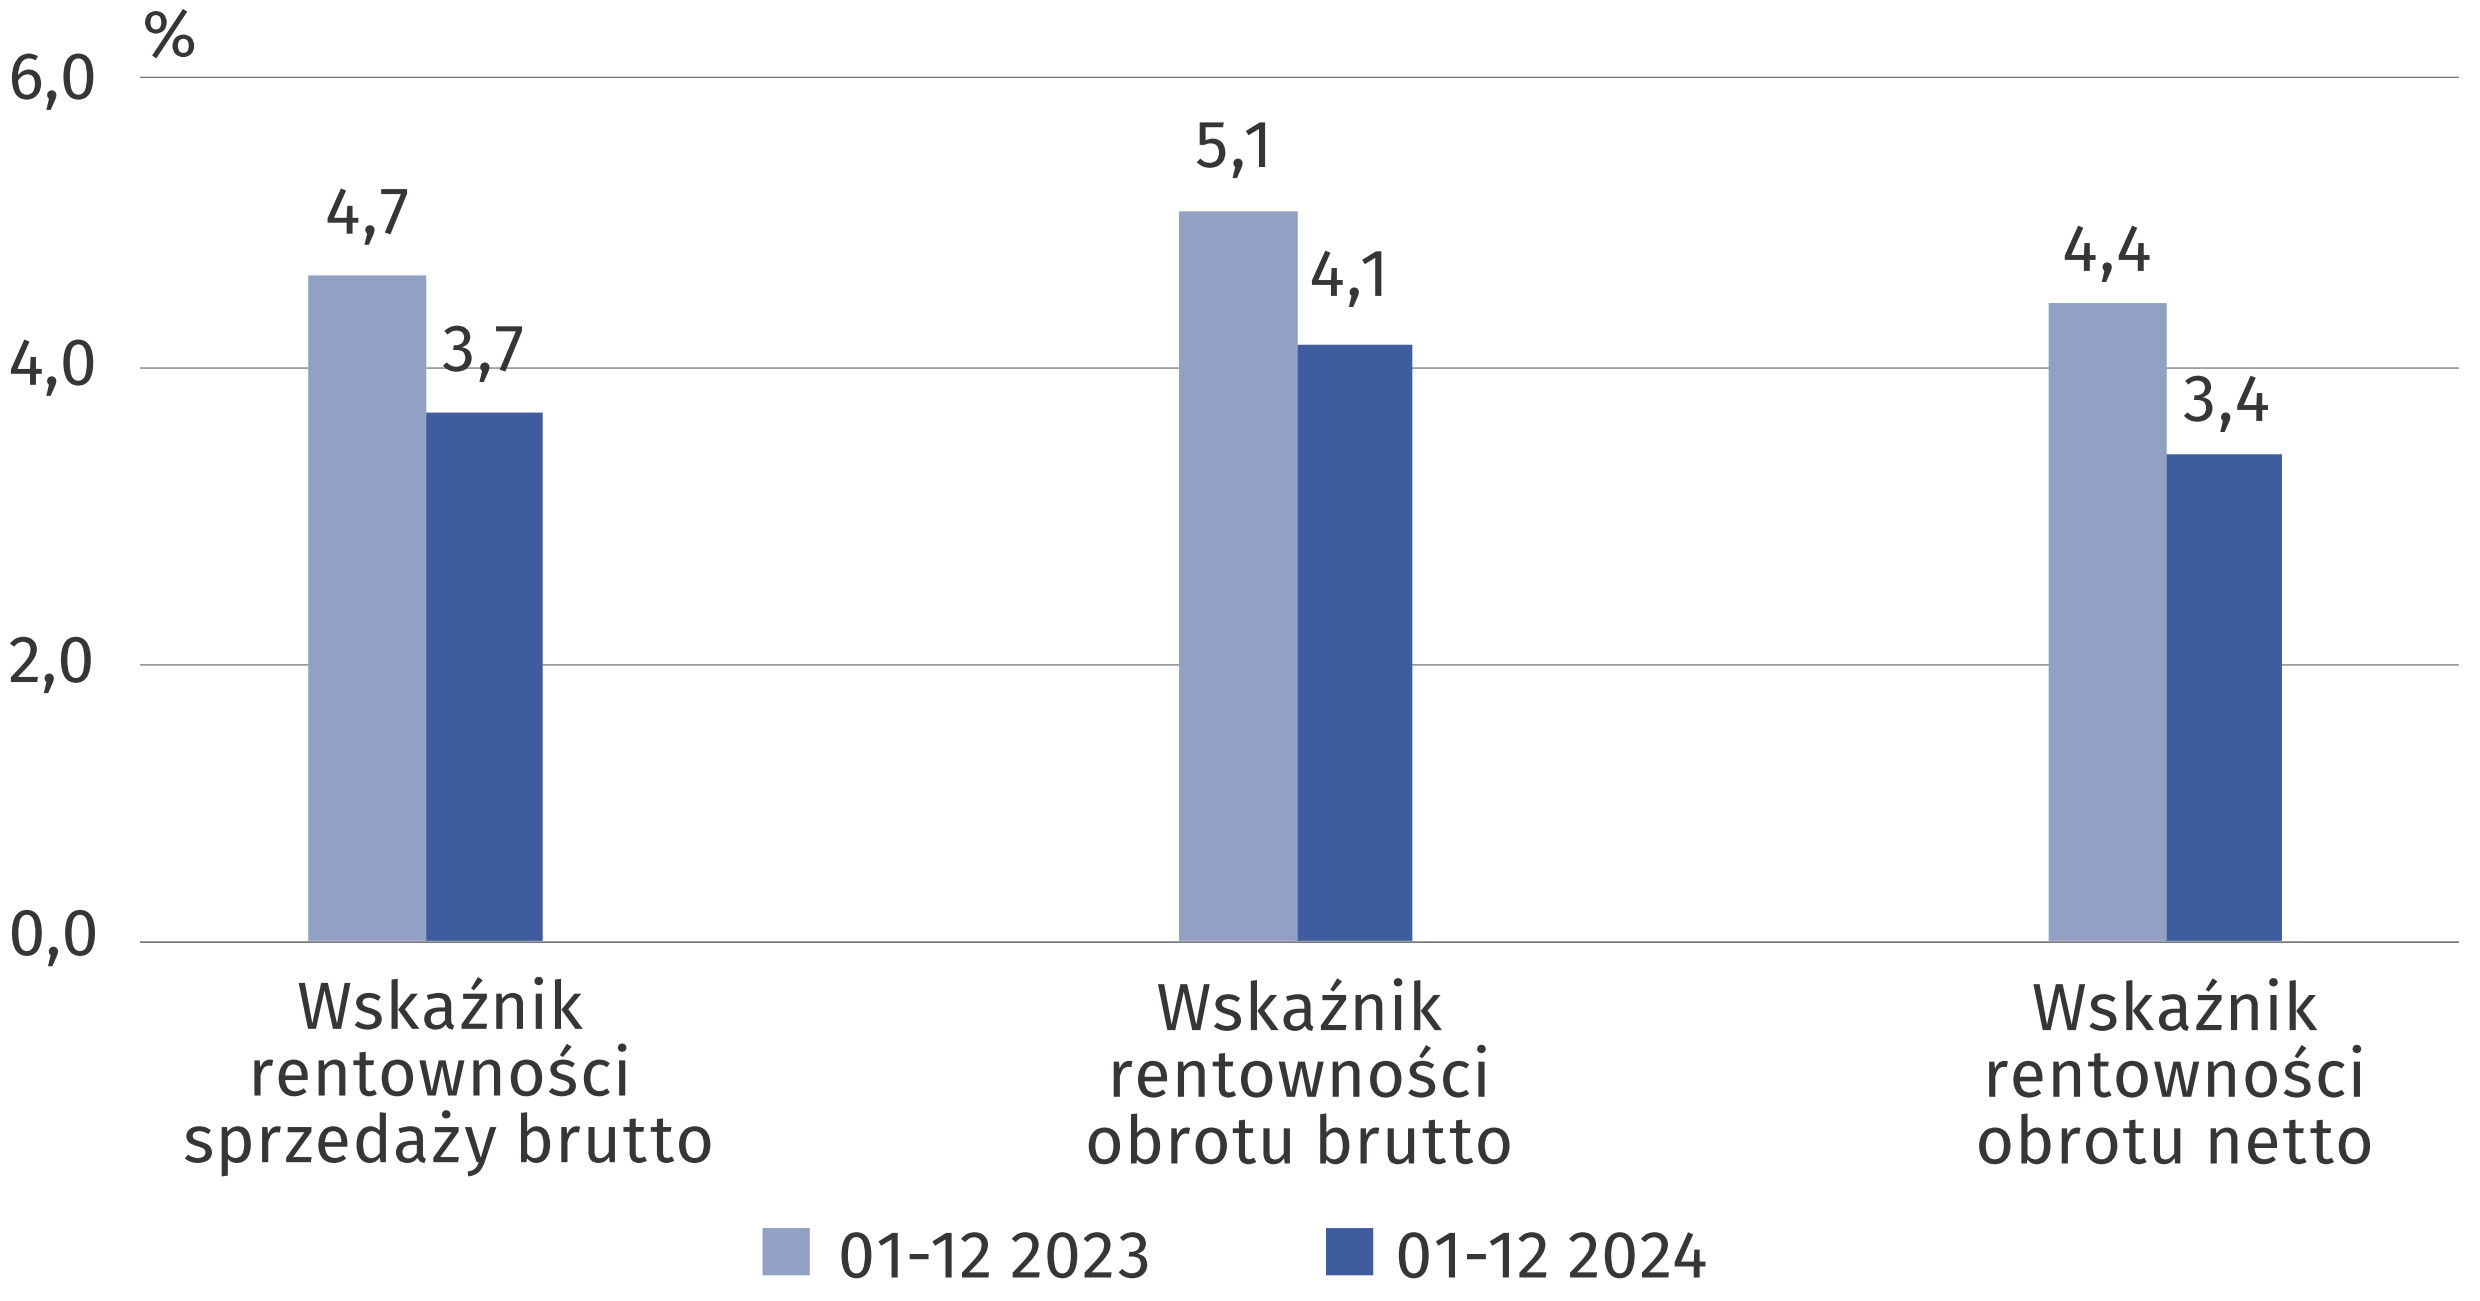 %
6,0
4,0
2,0
0,0
4,7
3,7
5,1
4,1
4,4
3,4
Wskaźnik
rentowności
sprzedaży brutto
Wskaźnik
rentowności
obrotu brutto
Wskaźnik
rentowności
obrotu netto
01-12 2023
01-12 2024